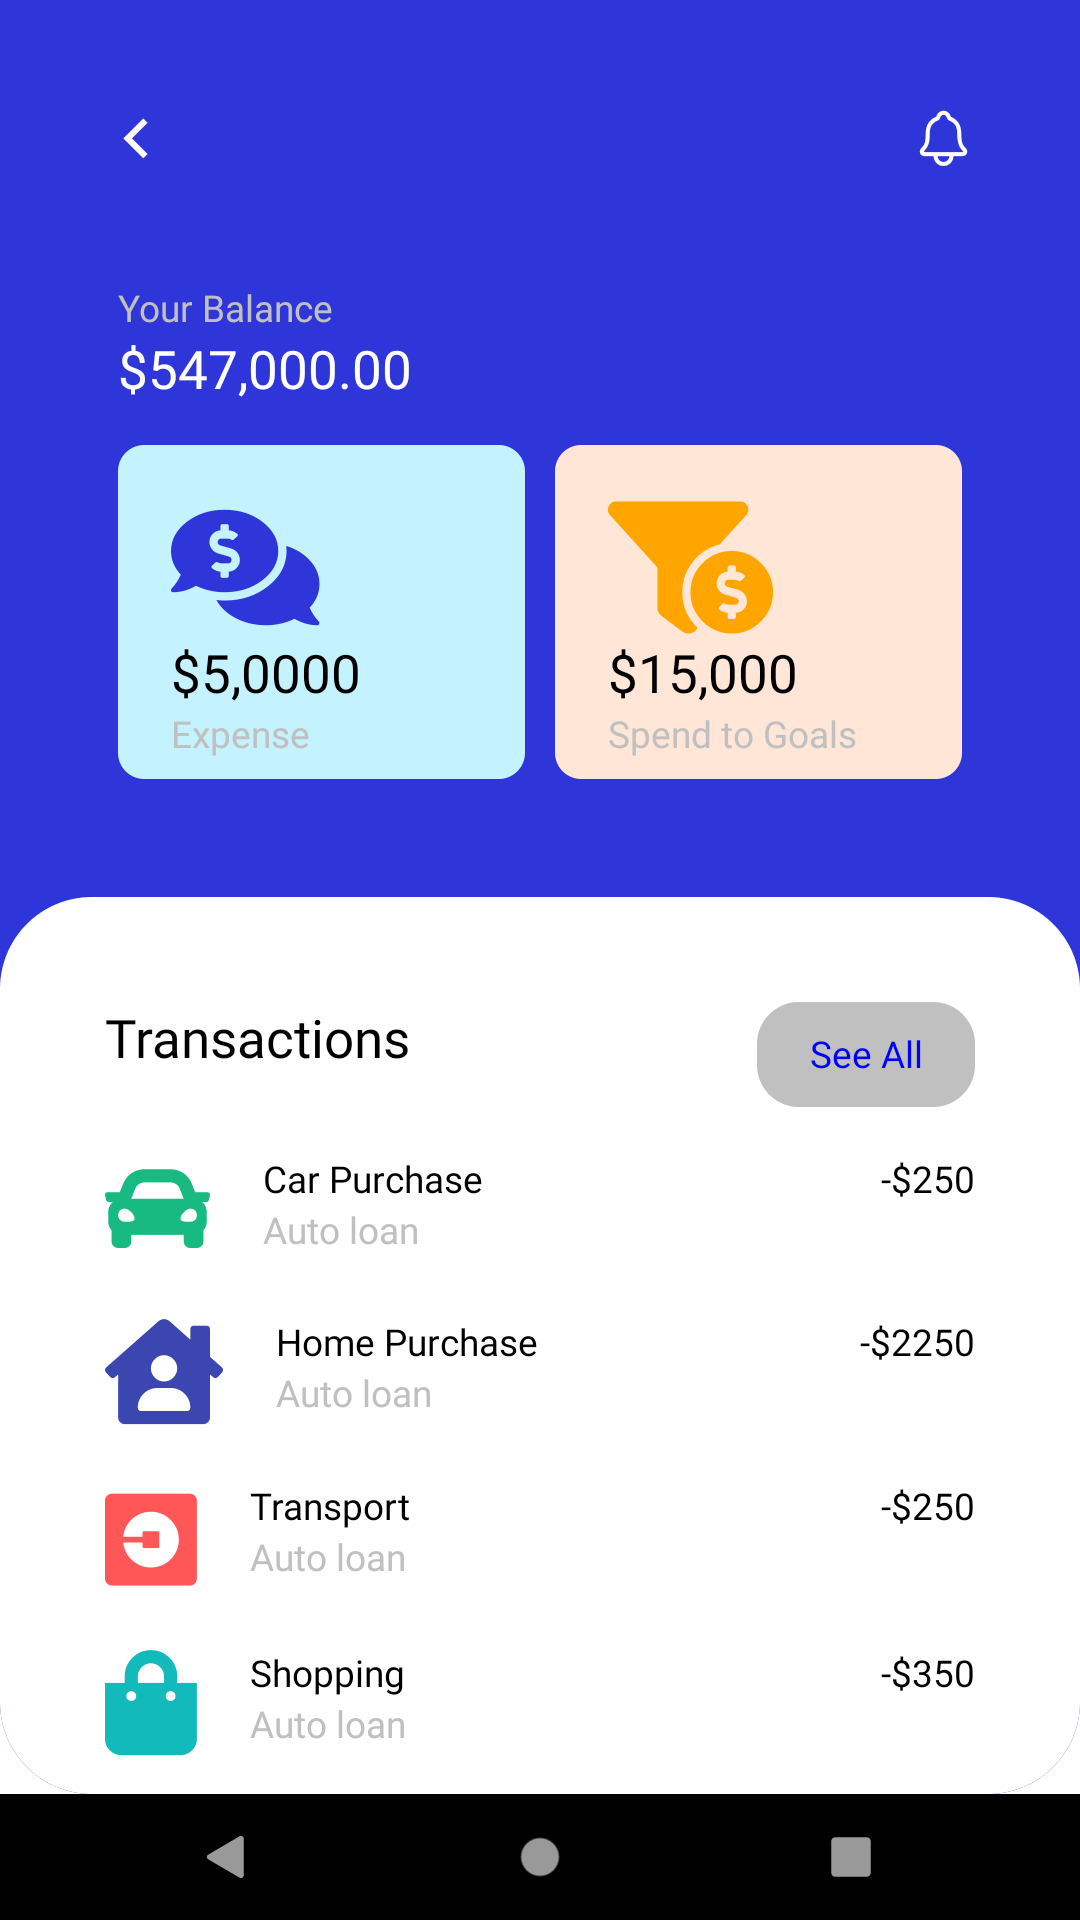 Your Balance
$547,000.00
$5,0000
Expense
$15,000
Spend to Goals
Transactions
See All
Car Purchase
-$250
Auto loan
Home Purchase
-$2250
Auto loan
Transport
-$250
Auto loan
Shopping
-$350
Auto loan